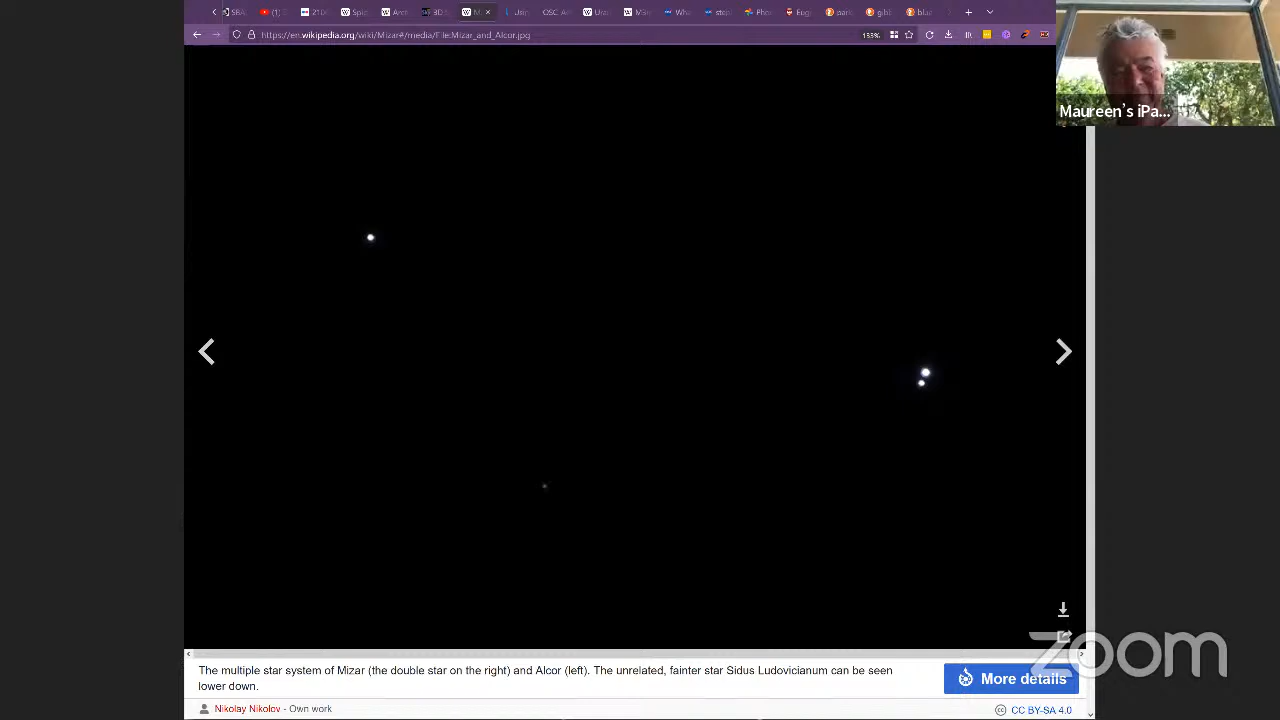 https://en.wikipedia.org/wiki/Mizar#/media/File:Mizar_and_Alcor.jpg
133%
Maureen's iPa...
The multiple star system of Mizar (the double star on the right) and Alcor (left). The unrelated, fainter star Sidus Ludovicianum can be seen
lower down.
More details
Nikolay Nikolov - Own work
CC BY-SA 4.0
zoom